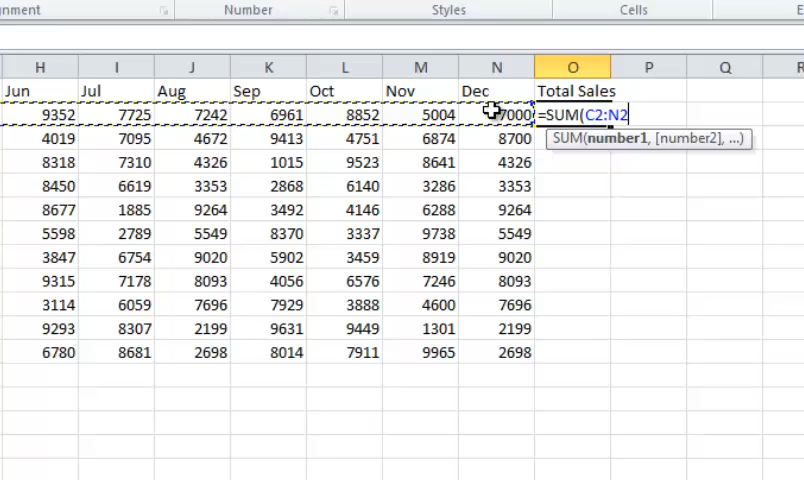 nment Number Styles Cells E
H I J K L M N O P Q R
Jun Jul Aug Sep Oct Nov Dec Total Sales
9352 7725 7242 6961 8852 5004 7000 =SUM(C2:N2
4019 7095 4672 9413 4751 6874 8700 SUM(number1, [number2], ...)
8318 7310 4326 1015 9523 8641 4326
8450 6619 3353 2868 6140 3286 3353
8677 1885 9264 3492 4146 6288 9264
5598 2789 5549 8370 3337 9738 5549
3847 6754 9020 5902 3459 8919 9020
9315 7178 8093 4056 6576 7246 8093
3114 6059 7696 7929 3888 4600 7696
9293 8307 2199 9631 9449 1301 2199
6780 8681 2698 8014 7911 9965 2698